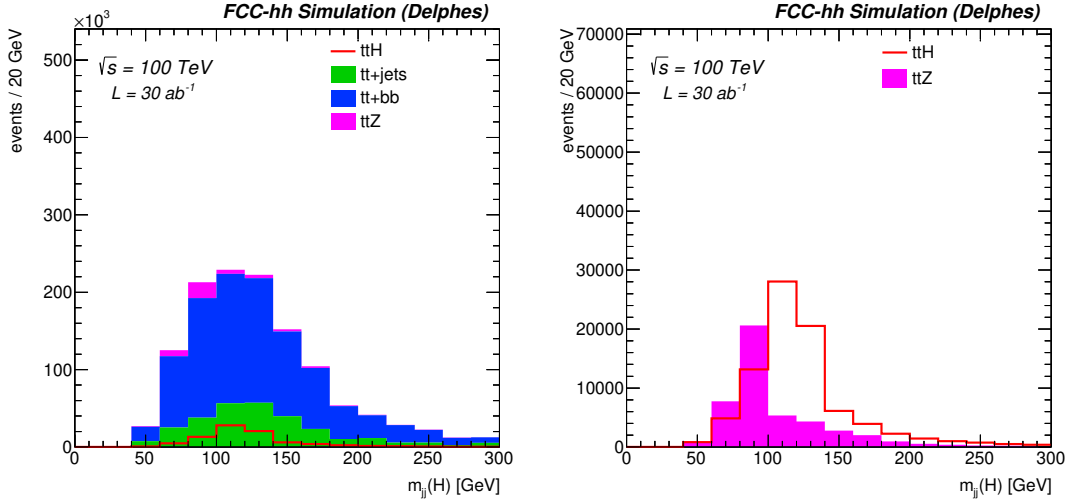 FCC-hh Simulation (Delphes)
×10³
events / 20 GeV
500
400
300
200
100
0
√s = 100 TeV
L = 30 ab⁻¹
ttH
tt+jets
tt+bb
ttZ
0 50 100 150 200 250 300
m_jj(H) [GeV]
FCC-hh Simulation (Delphes)
events / 20 GeV
70000
60000
50000
40000
30000
20000
10000
0
√s = 100 TeV
L = 30 ab⁻¹
ttH
ttZ
0 50 100 150 200 250 300
m_jj(H) [GeV]